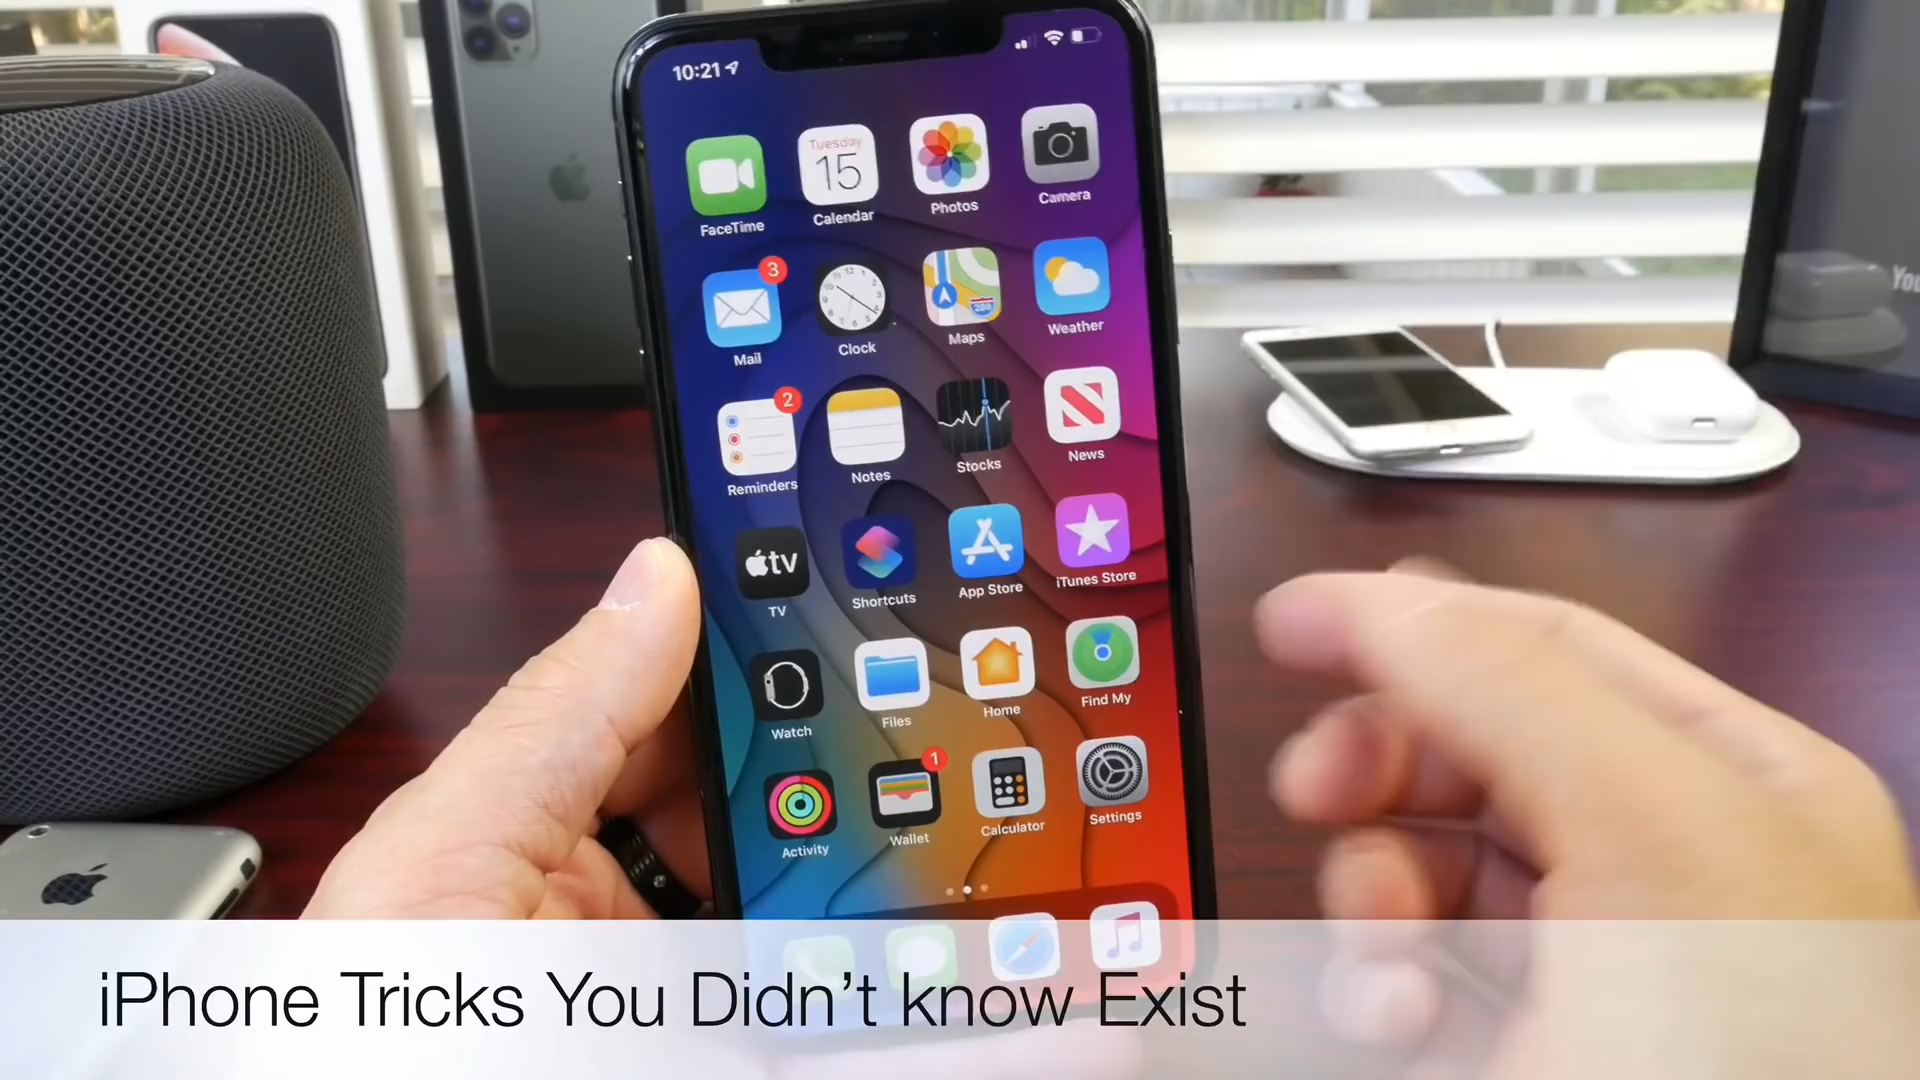 10:21
FaceTime
Tuesday
15
Calendar
Photos
Camera
3
Mail
Clock
Maps
280
Weather
2
Reminders
Notes
Stocks
News
tv
TV
Shortcuts
App Store
iTunes Store
Watch
Files
Home
Find My
Activity
1
Wallet
Calculator
Settings
You
iPhone Tricks You Didn’t know Exist